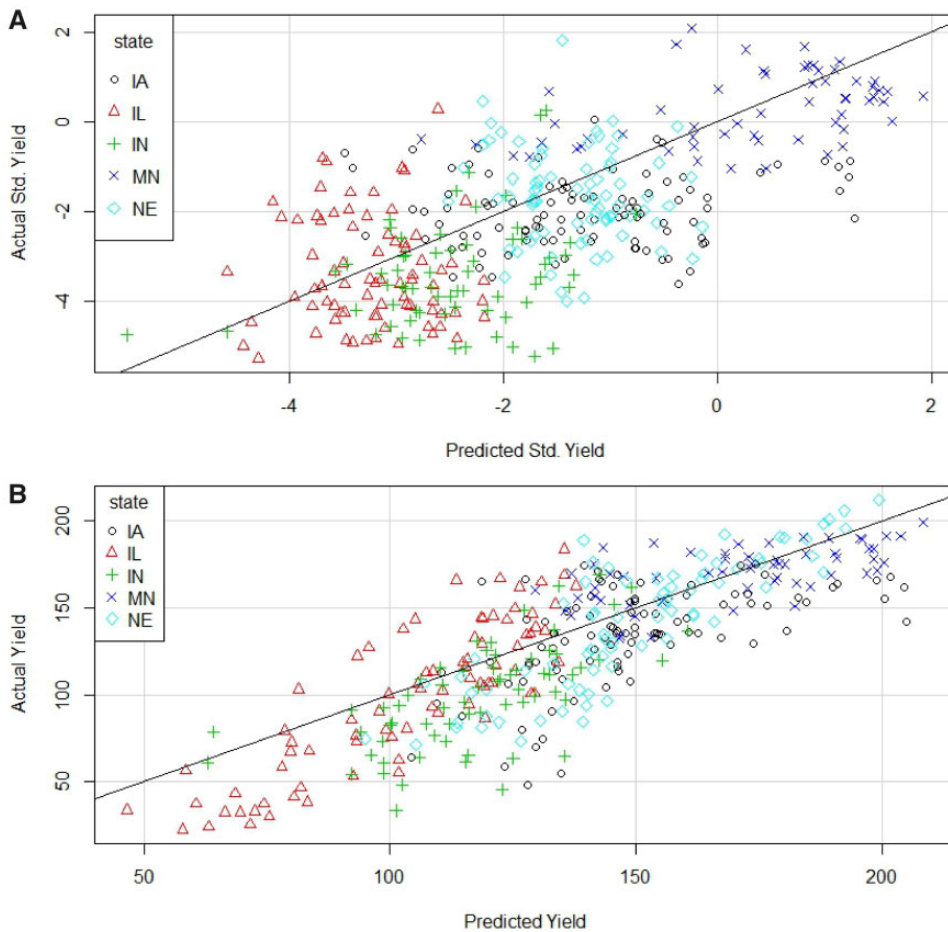 A
state
IA
IL
IN
MN
NE
2
0
-2
-4
Actual Std. Yield
-4 -2 0 2
Predicted Std. Yield
B
state
IA
IL
IN
MN
NE
200
150
100
50
Actual Yield
50 100 150 200
Predicted Yield